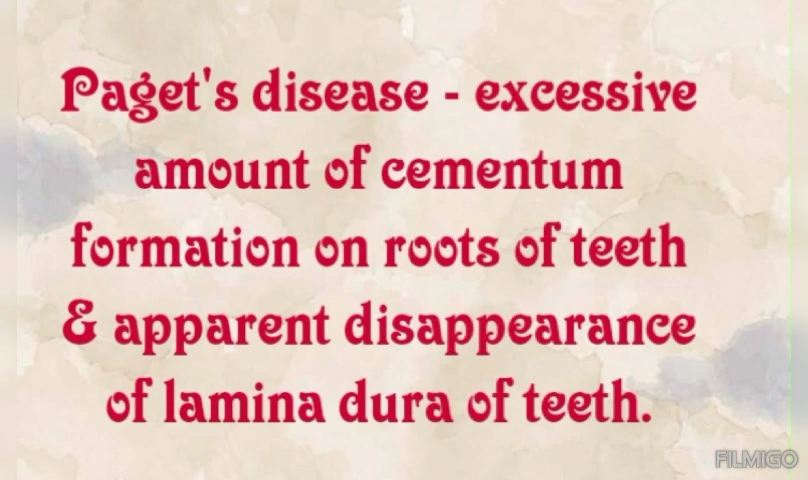 Paget's disease - excessive
amount of cementum
formation on roots of teeth
& apparent disappearance
of lamina dura of teeth.
FILMIGO